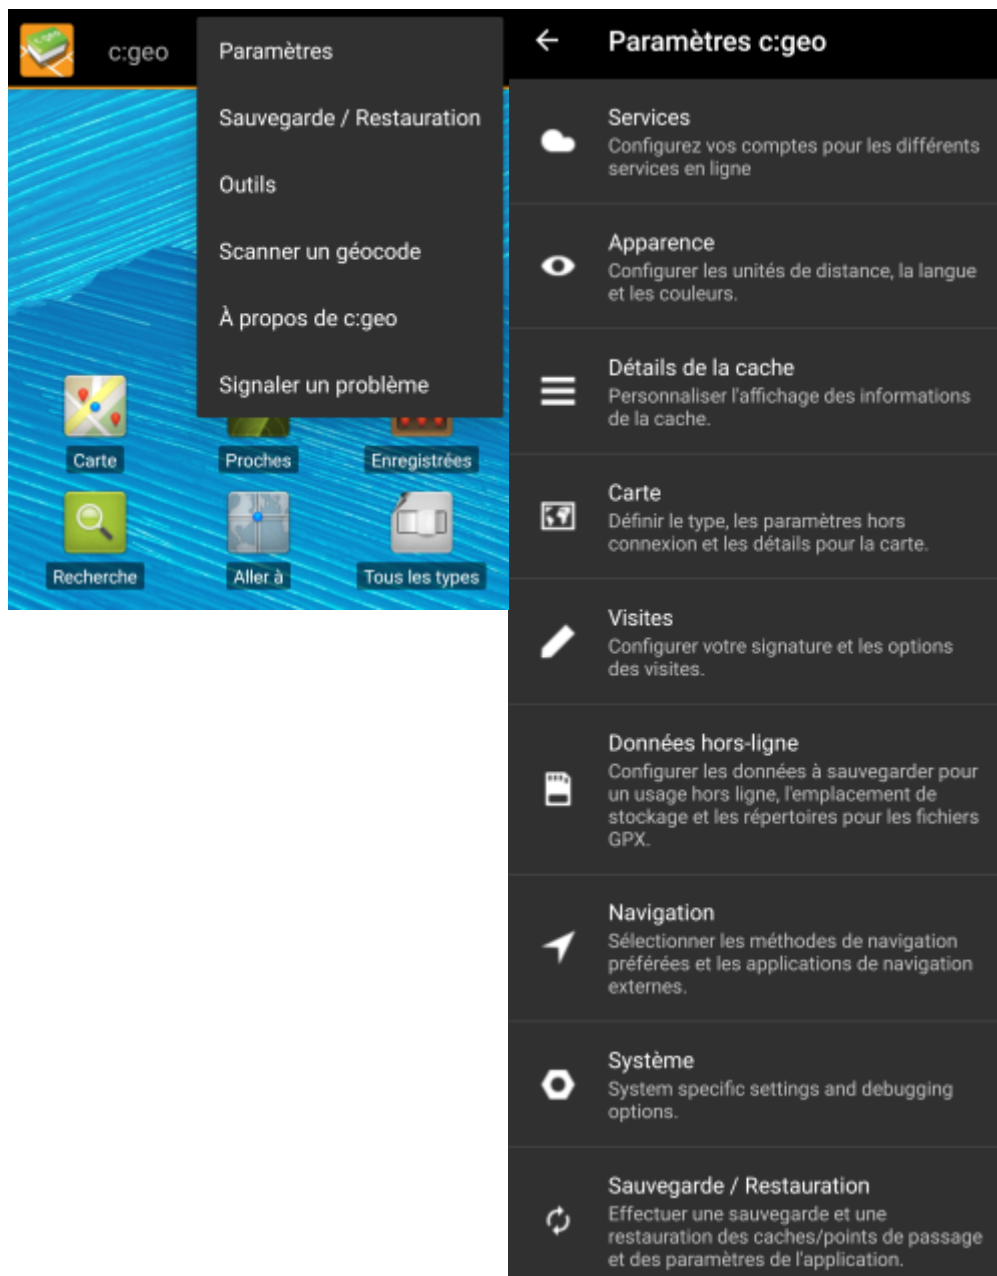 c:geo
Paramètres
Sauvegarde / Restauration
Outils
Scanner un géocode
À propos de c:geo
Signaler un problème
Carte
Proches
Enregistrées
Recherche
Aller à
Tous les types
Paramètres c:geo
Services
Configurez vos comptes pour les différents
services en ligne
Apparence
Configurer les unités de distance, la langue
et les couleurs.
Détails de la cache
Personnaliser l'affichage des informations
de la cache.
Carte
Définir le type, les paramètres hors
connexion et les détails pour la carte.
Visites
Configurer votre signature et les options
des visites.
Données hors-ligne
Configurer les données à sauvegarder pour
un usage hors ligne, l'emplacement de
stockage et les répertoires pour les fichiers
GPX.
Navigation
Sélectionner les méthodes de navigation
préférées et les applications de navigation
externes.
Système
System specific settings and debugging
options.
Sauvegarde / Restauration
Effectuer une sauvegarde et une
restauration des caches/points de passage
et des paramètres de l'application.